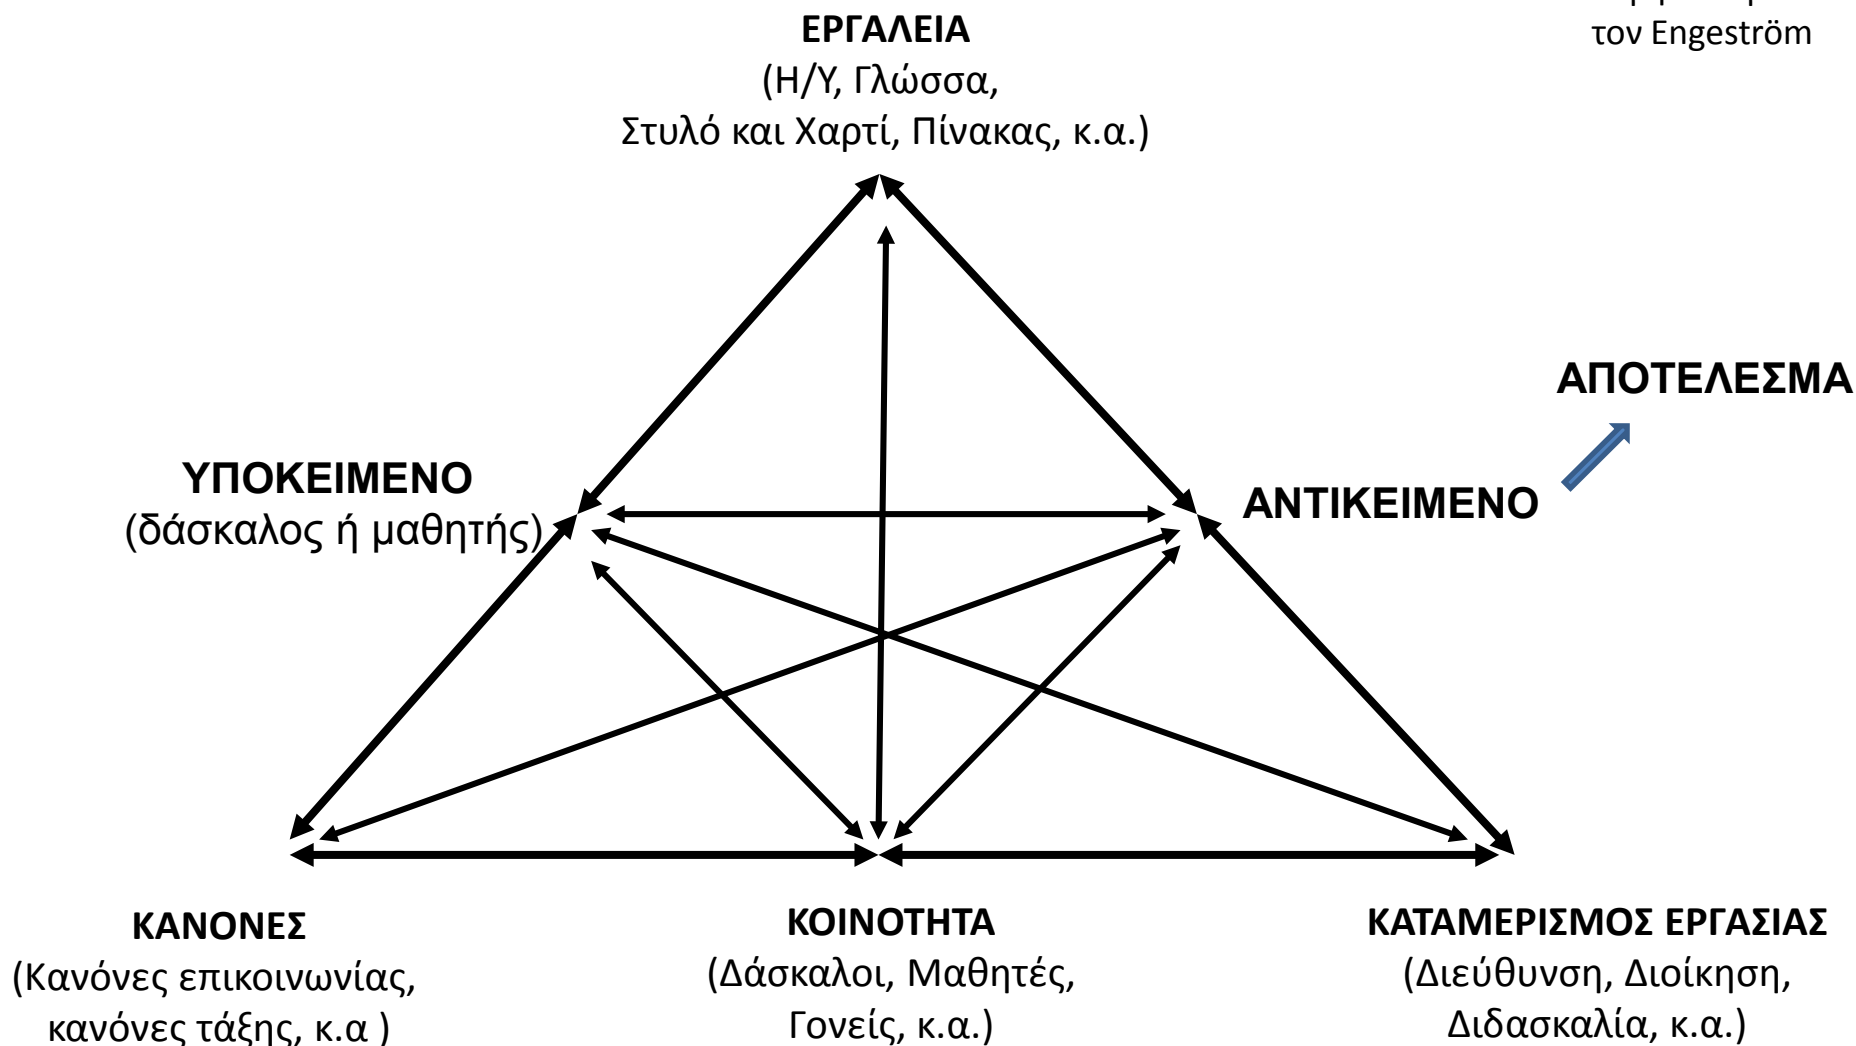 τον Engeström
ΕΡΓΑΛΕΙΑ
(Η/Υ, Γλώσσα,
Στυλό και Χαρτί, Πίνακας, κ.α.)
ΑΠΟΤΕΛΕΣΜΑ
ΥΠΟΚΕΙΜΕΝΟ
(δάσκαλος ή μαθητής)
ΑΝΤΙΚΕΙΜΕΝΟ
ΚΑΝΟΝΕΣ
(Κανόνες επικοινωνίας,
κανόνες τάξης, κ.α )
ΚΟΙΝΟΤΗΤΑ
(Δάσκαλοι, Μαθητές,
Γονείς, κ.α.)
ΚΑΤΑΜΕΡΙΣΜΟΣ ΕΡΓΑΣΙΑΣ
(Διεύθυνση, Διοίκηση,
Διδασκαλία, κ.α.)